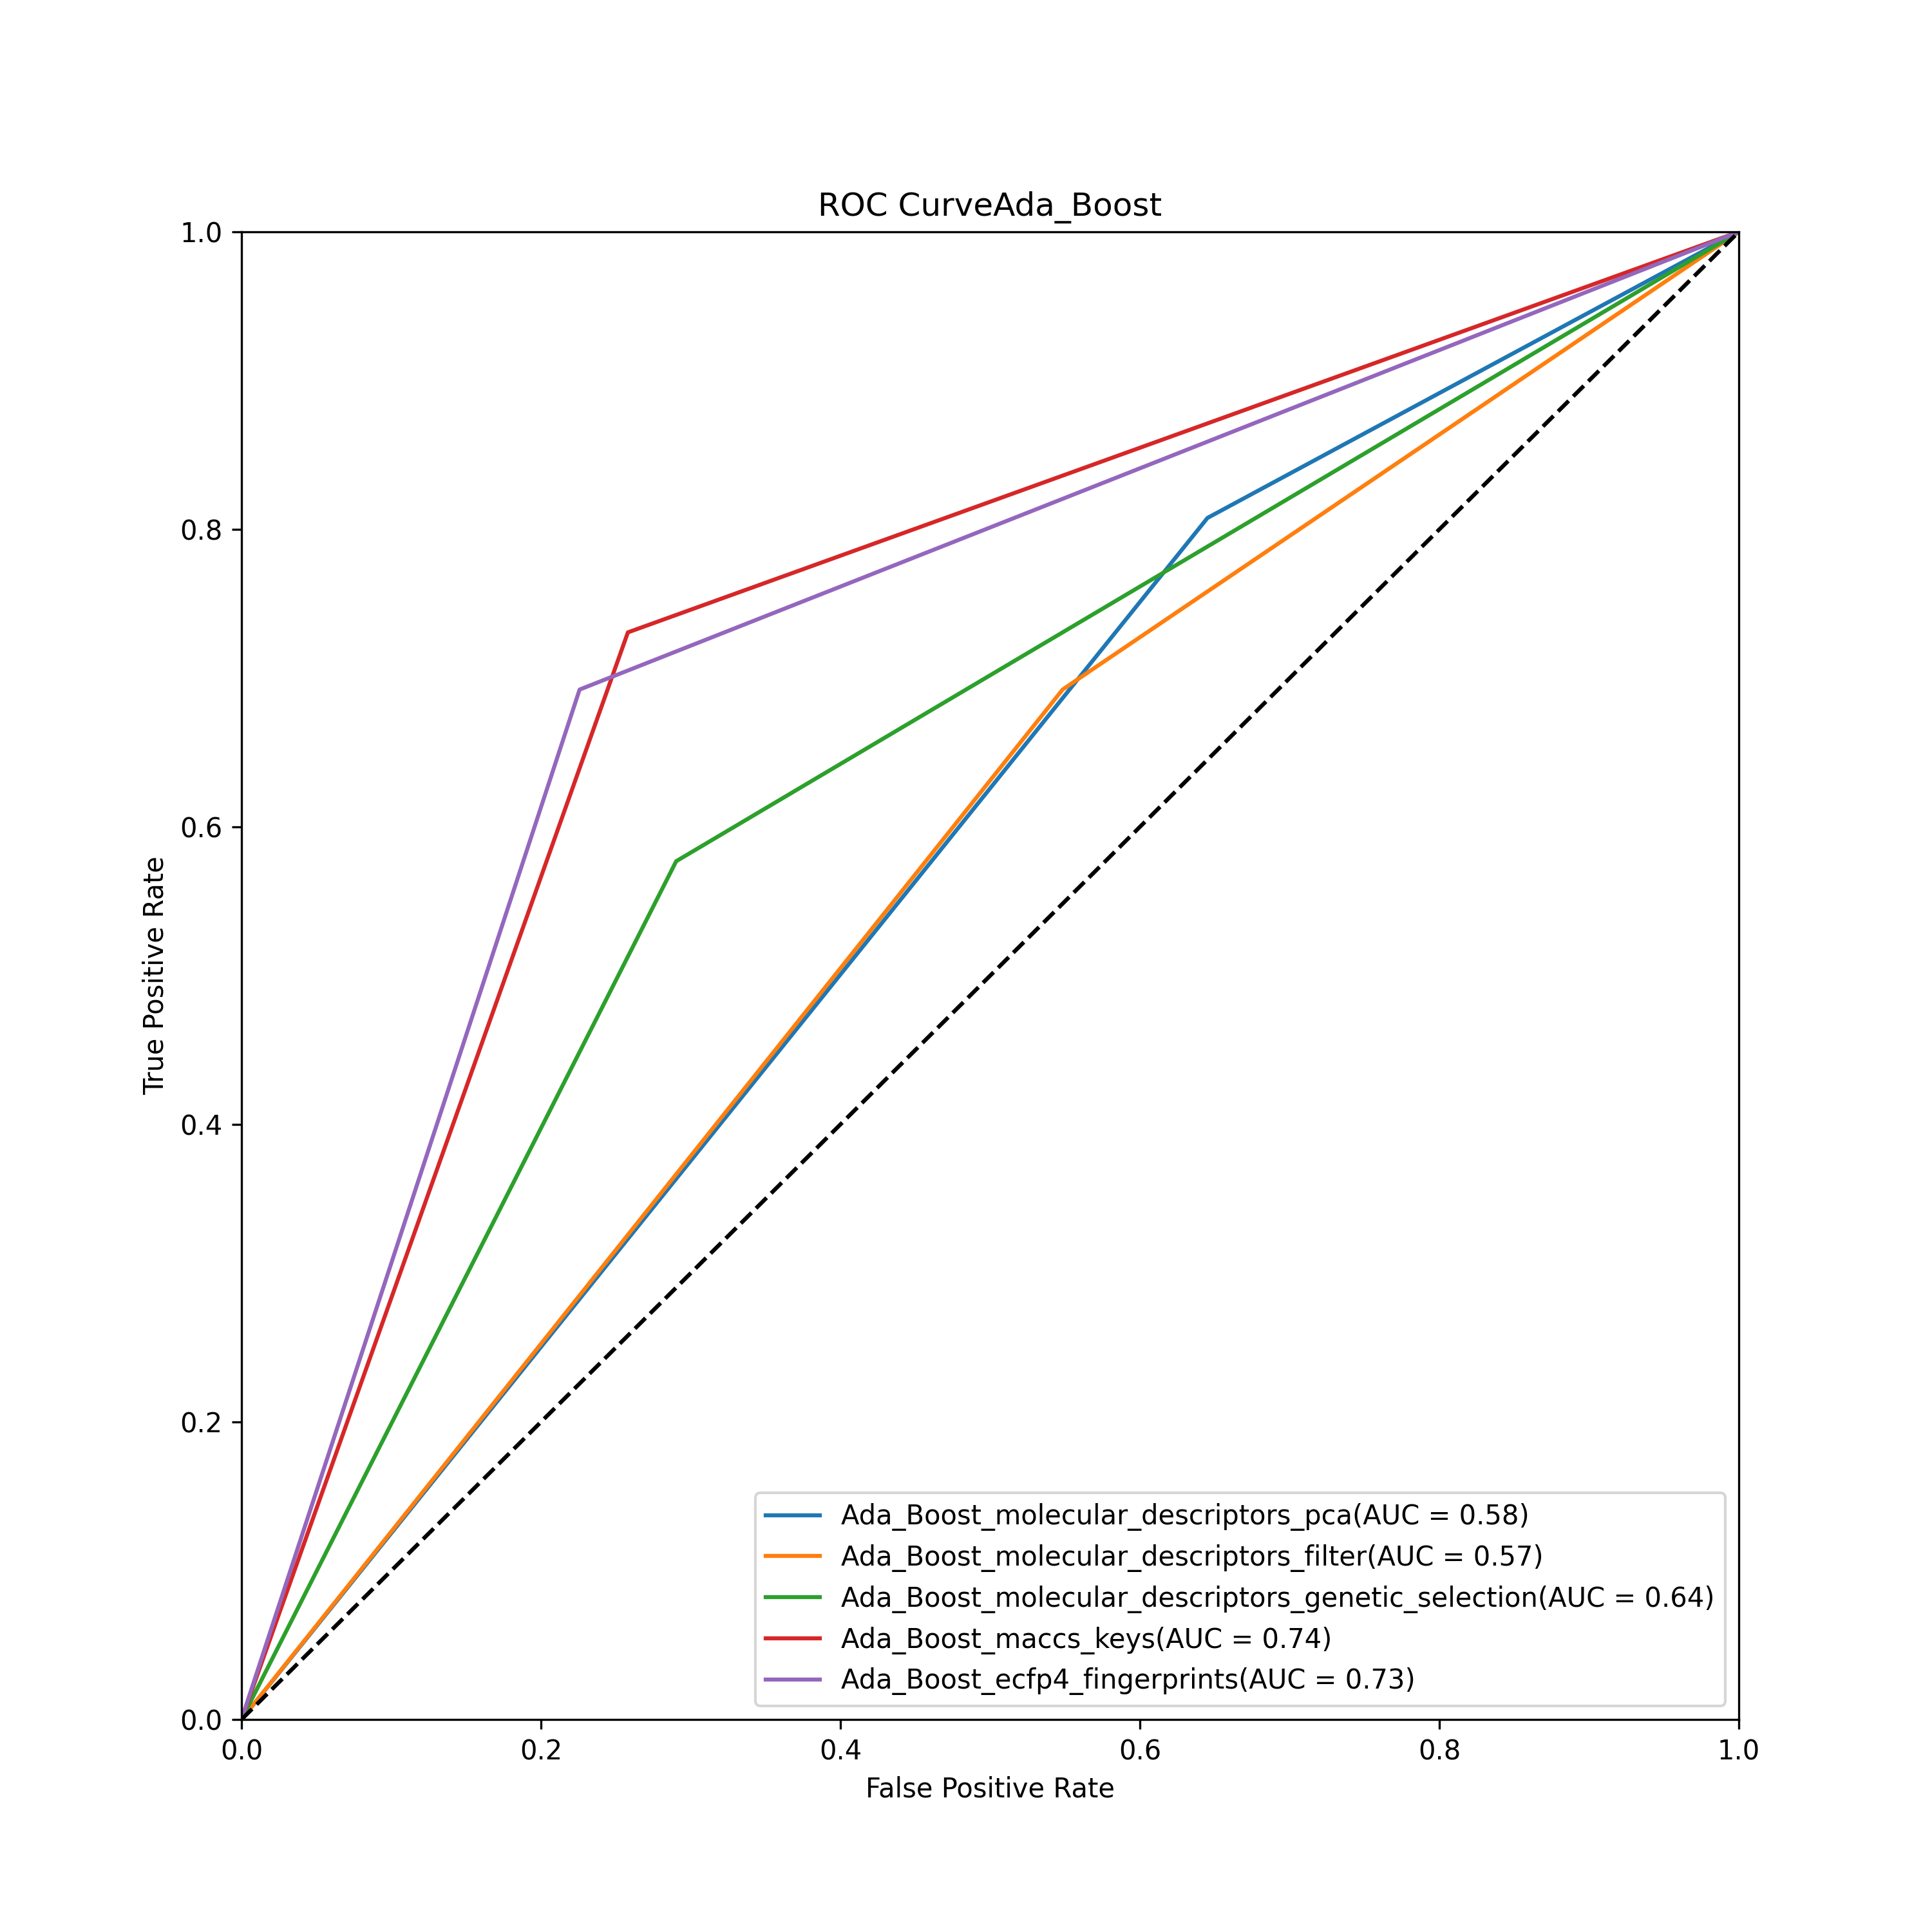 ROC CurveAda_Boost
1.0
0.8
0.6
0.4
0.2
0.0
True Positive Rate
Ada_Boost_molecular_descriptors_pca(AUC = 0.58)
Ada_Boost_molecular_descriptors_filter(AUC = 0.57)
Ada_Boost_molecular_descriptors_genetic_selection(AUC = 0.64)
Ada_Boost_maccs_keys(AUC = 0.74)
Ada_Boost_ecfp4_fingerprints(AUC = 0.73)
0.0 0.2 0.4 0.6 0.8 1.0
False Positive Rate